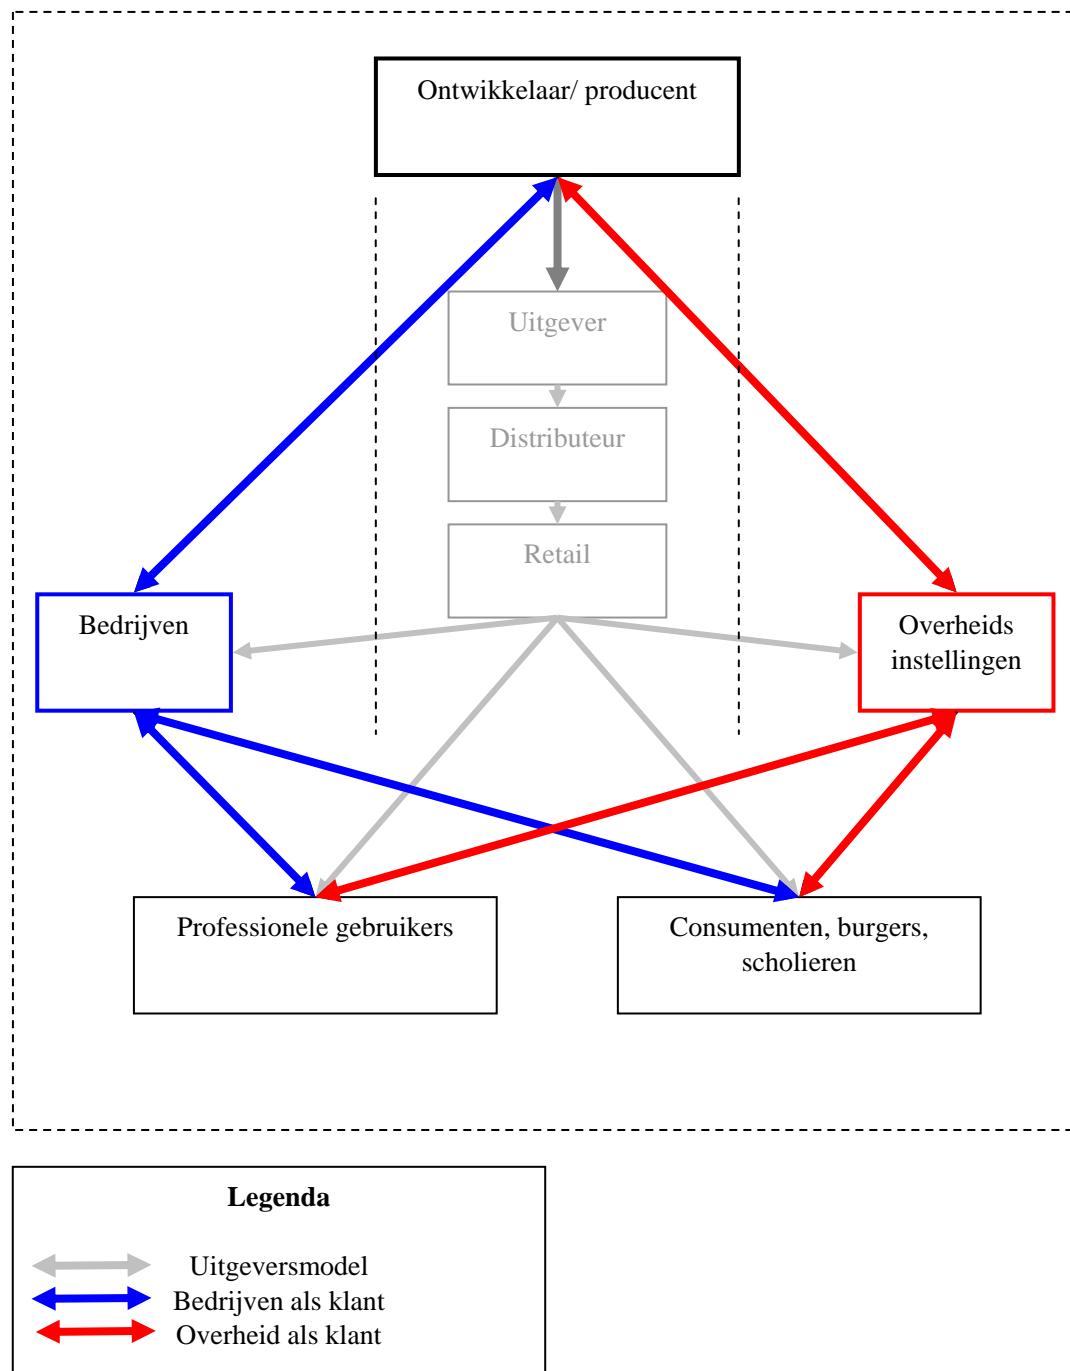 Ontwikkelaar/ producent
Uitgever
Distributeur
Retail
Bedrijven
Overheids
instellingen
Professionele gebruikers
Consumenten, burgers,
scholieren
Legenda
Uitgeversmodel
Bedrijven als klant
Overheid als klant